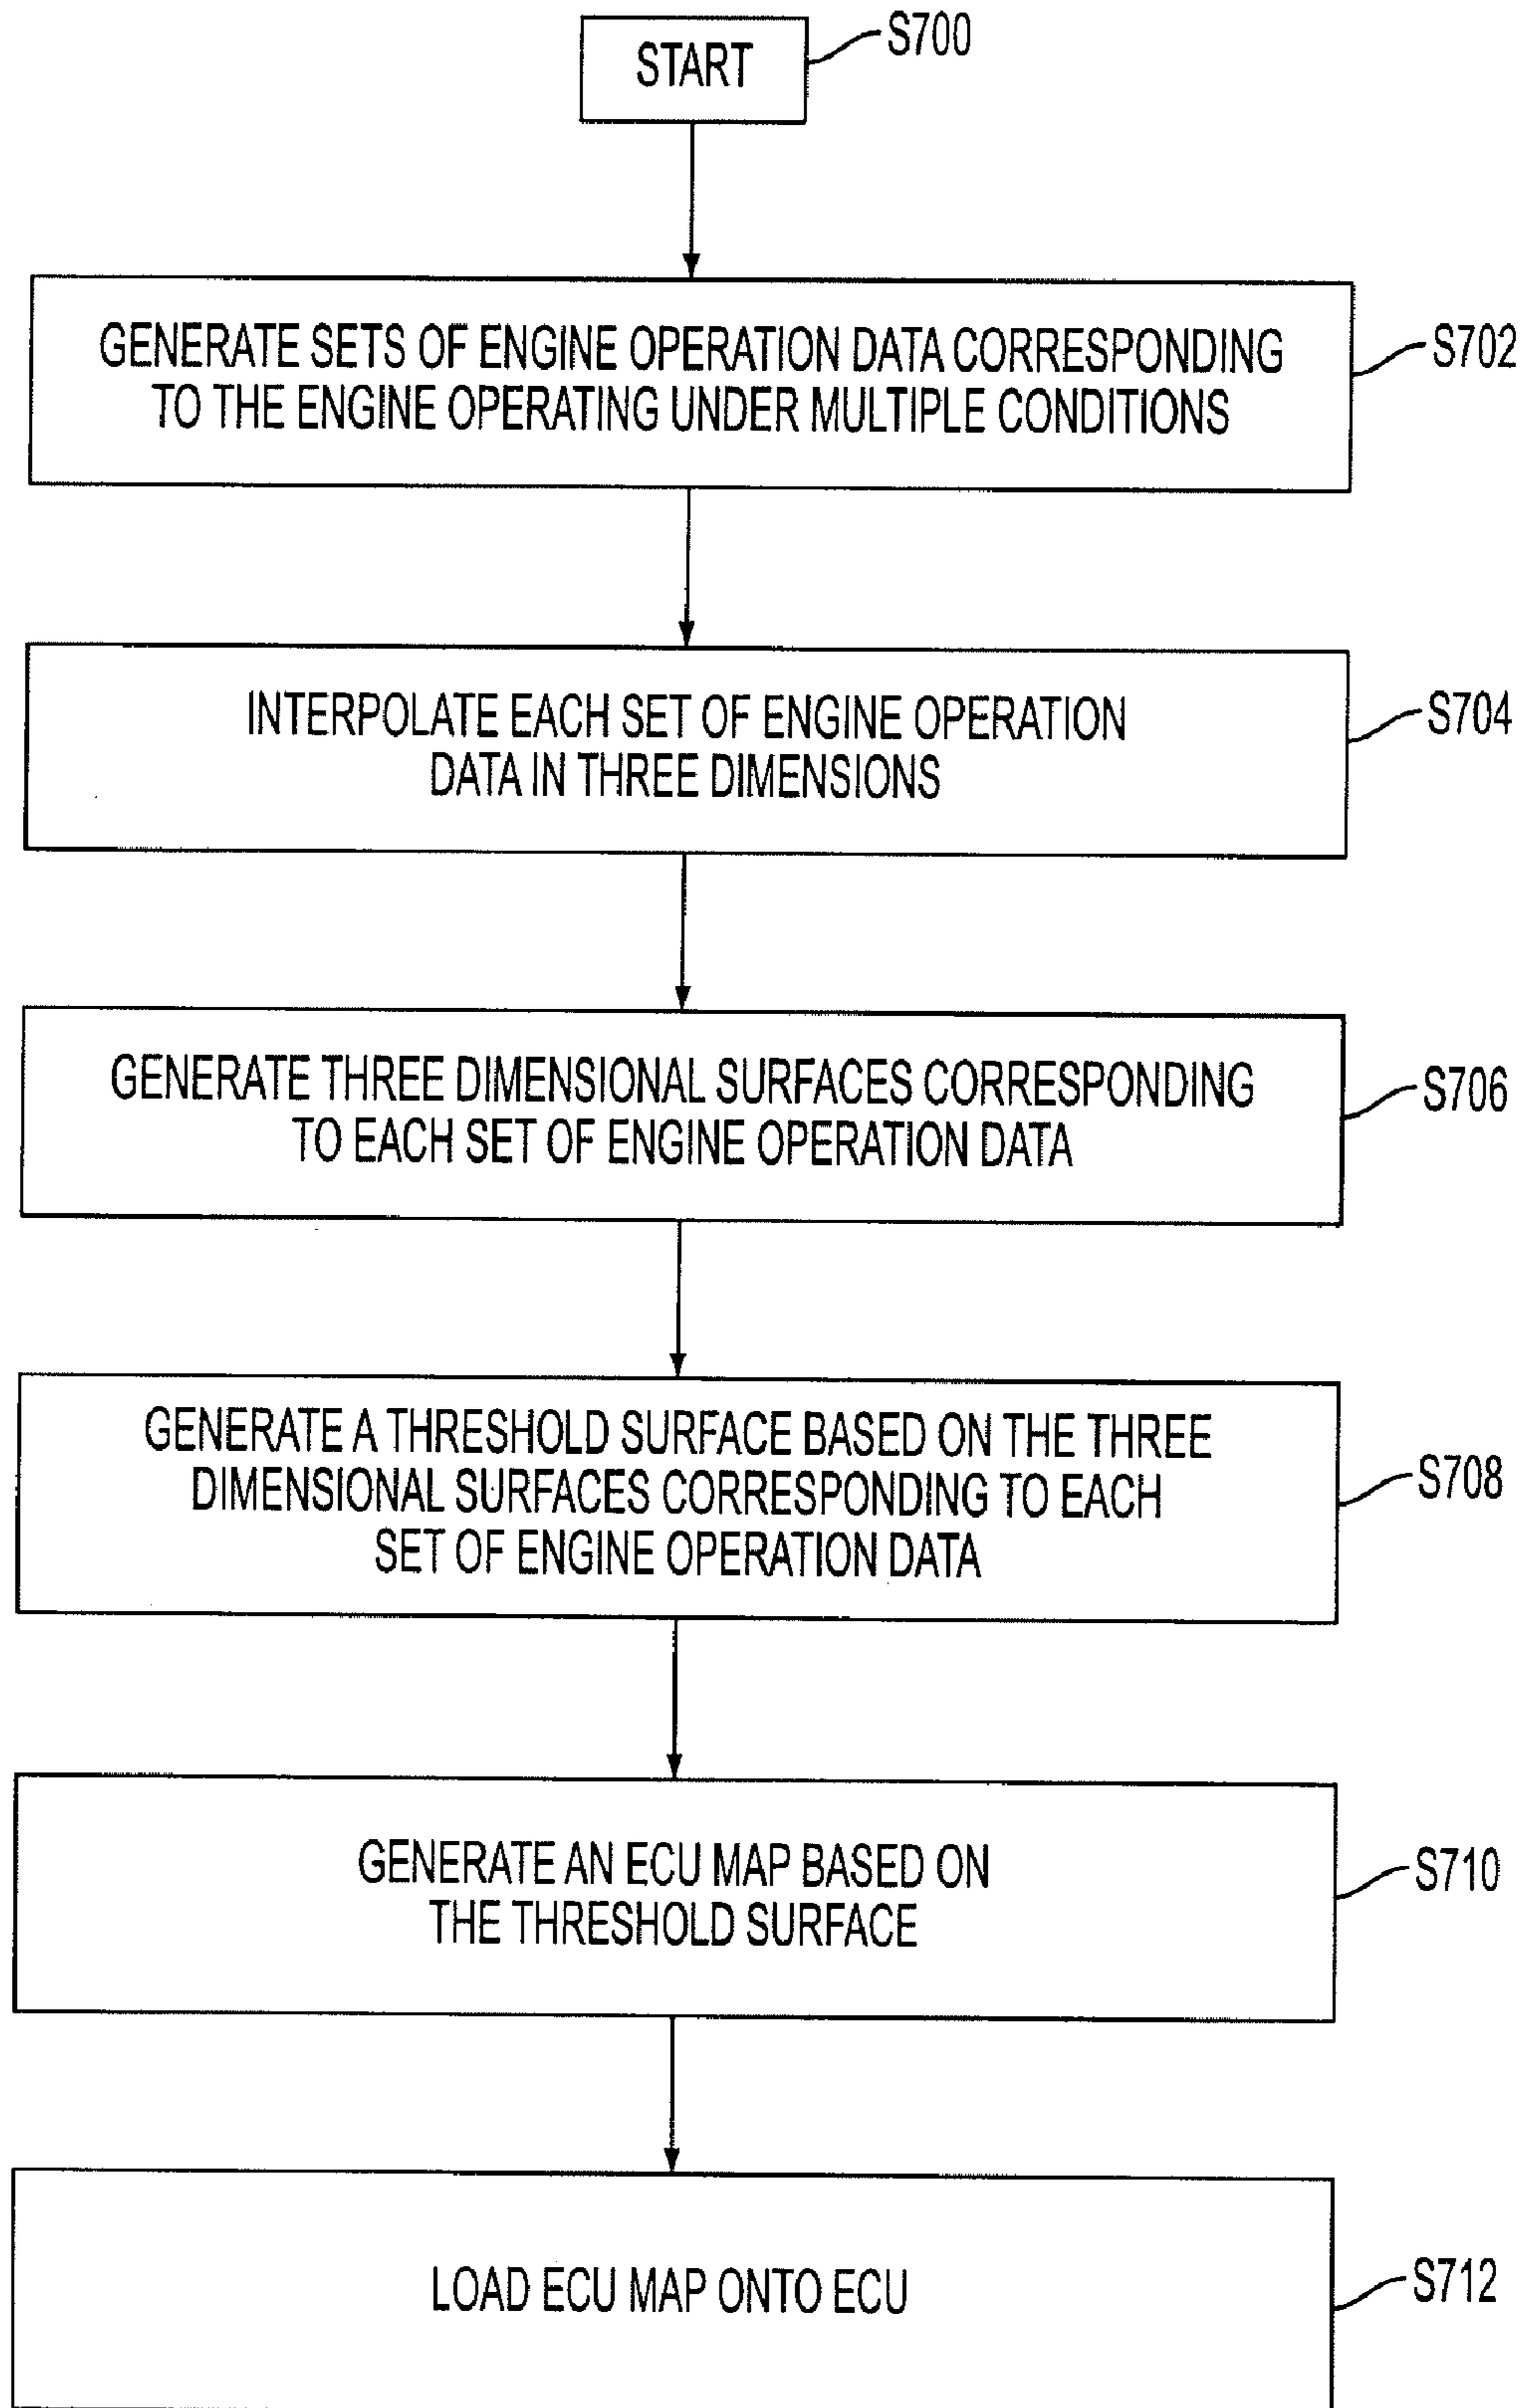 START
S700
GENERATE SETS OF ENGINE OPERATION DATA CORRESPONDING
TO THE ENGINE OPERATING UNDER MULTIPLE CONDITIONS
S702
INTERPOLATE EACH SET OF ENGINE OPERATION
DATA IN THREE DIMENSIONS
S704
GENERATE THREE DIMENSIONAL SURFACES CORRESPONDING
TO EACH SET OF ENGINE OPERATION DATA
S706
GENERATE A THRESHOLD SURFACE BASED ON THE THREE
DIMENSIONAL SURFACES CORRESPONDING TO EACH
SET OF ENGINE OPERATION DATA
S708
GENERATE AN ECU MAP BASED ON
THE THRESHOLD SURFACE
S710
LOAD ECU MAP ONTO ECU
S712